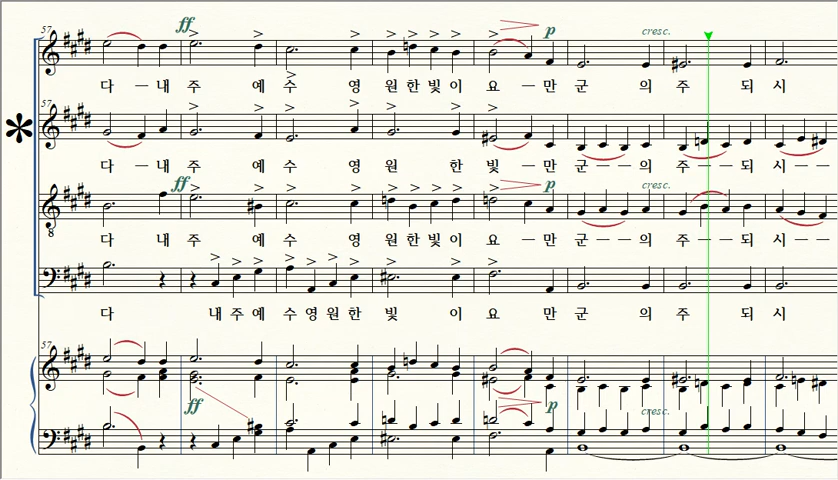 57
ff
다 — 내 주 예 수 영 원 한 빛 이 요 — 만 군 의 주 되 시
p
cresc.
57
다 — 내 주 예 수 영 원 한 빛 — 만 군 — — 의 주 — — 되 시 — —
ff
p
cresc.
8
다 내 주 예 수 영 원 한 빛 이 요 — 만 군 — — 의 주 — — 되 시 — —
다 내 주 예 수 영 원 한 빛 이 요 만 군 의 주 되 시
57
ff
p
cresc.